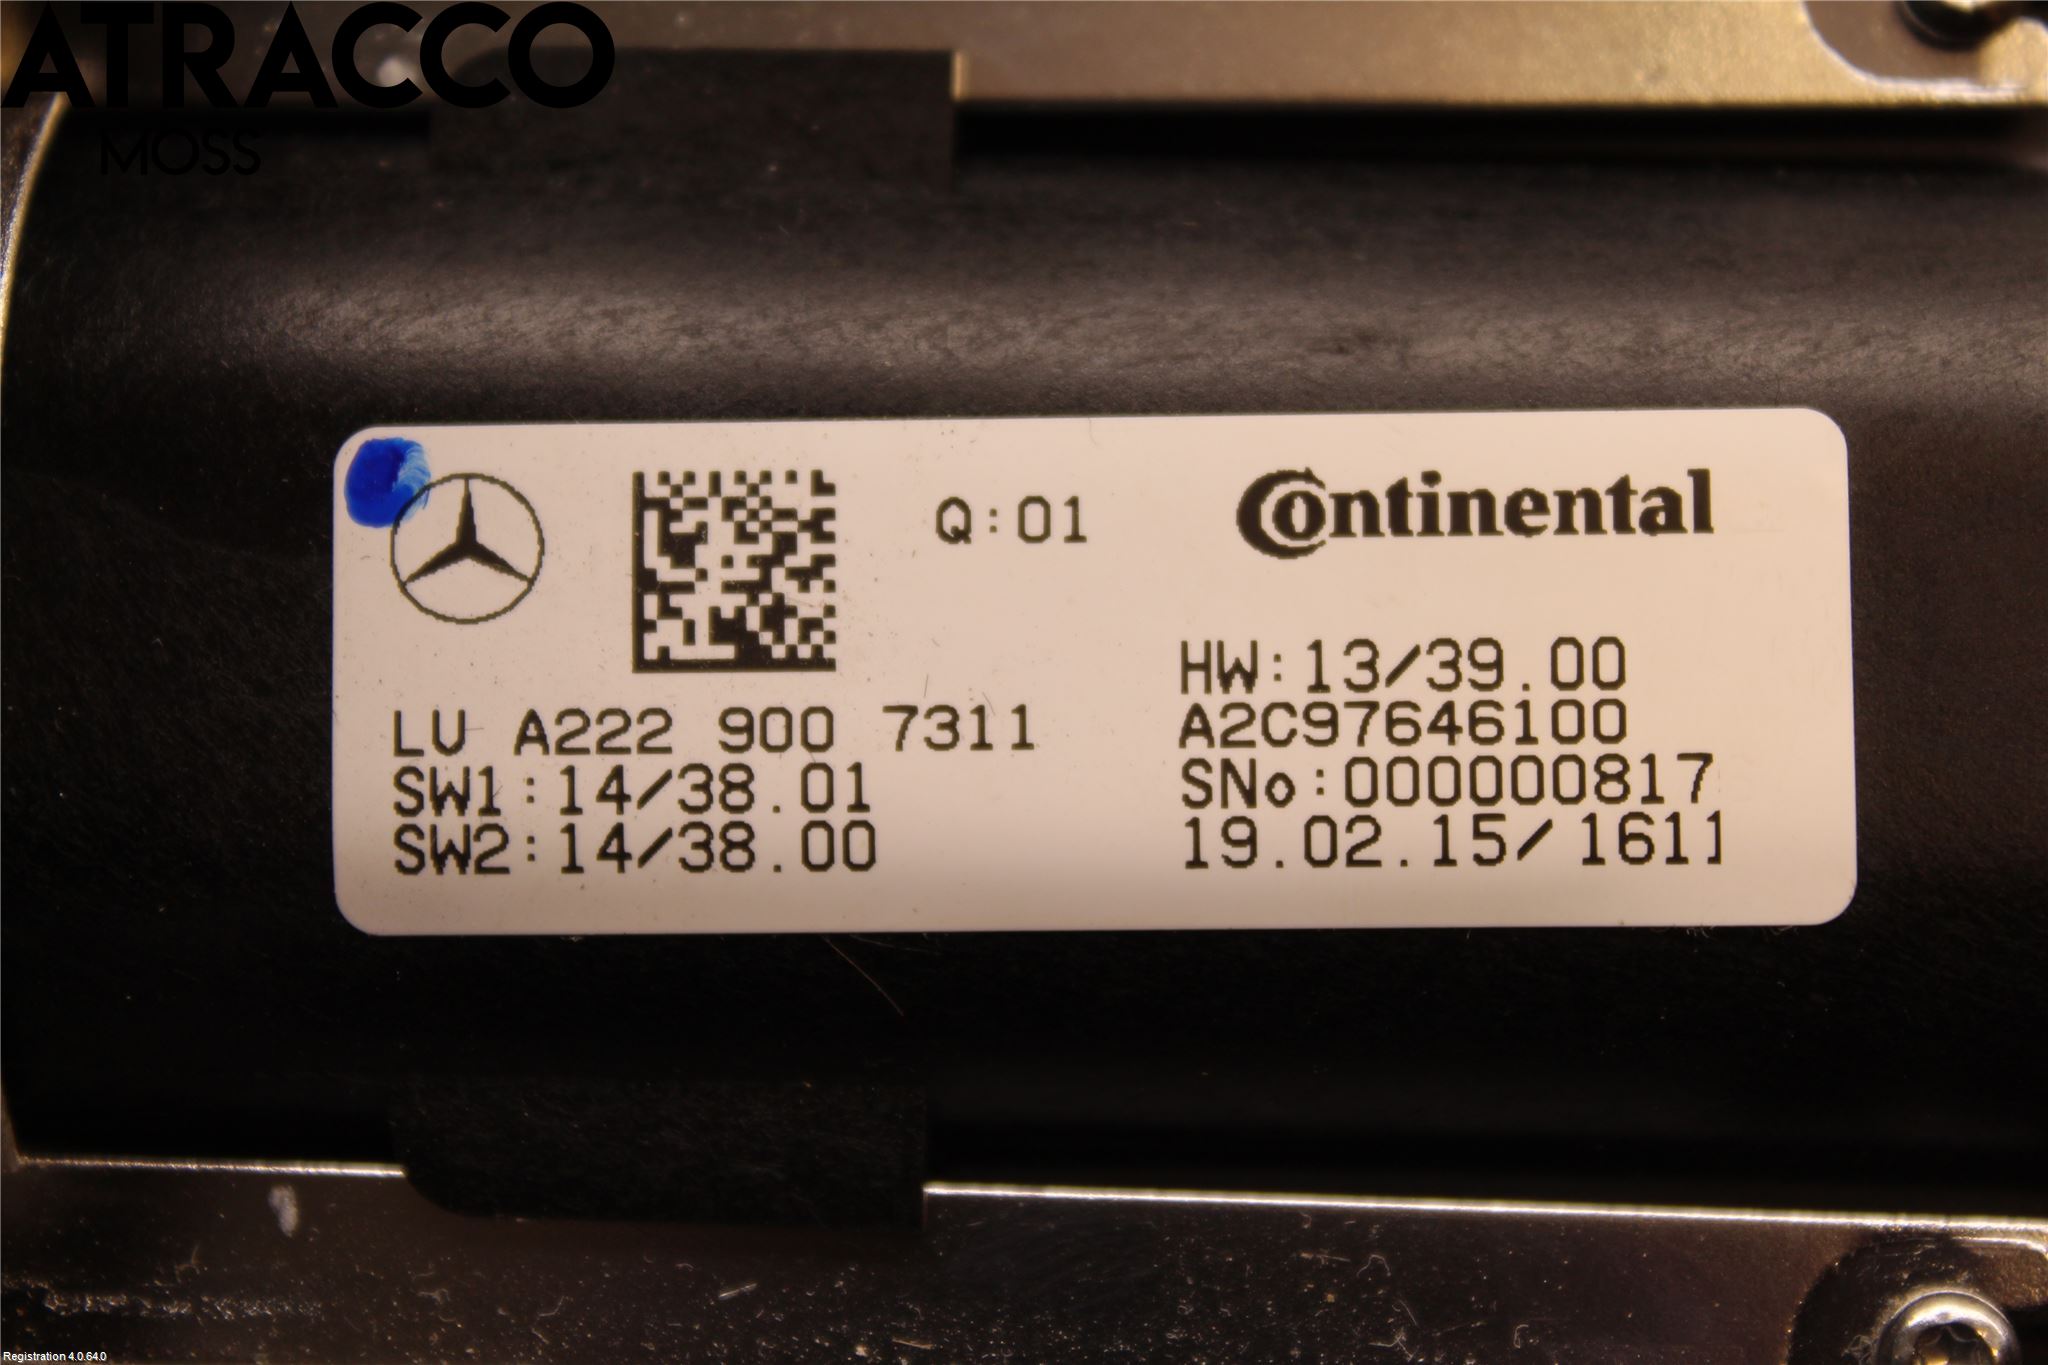 ATRACCO
MOSS
Q:01
Continental
HW:13/39.00
LU A222 900 7311
A2C97646100
SW1:14/38.01
SNo:000000817
SW2:14/38.00
19.02.15/1611
Registration 4.0.64.0